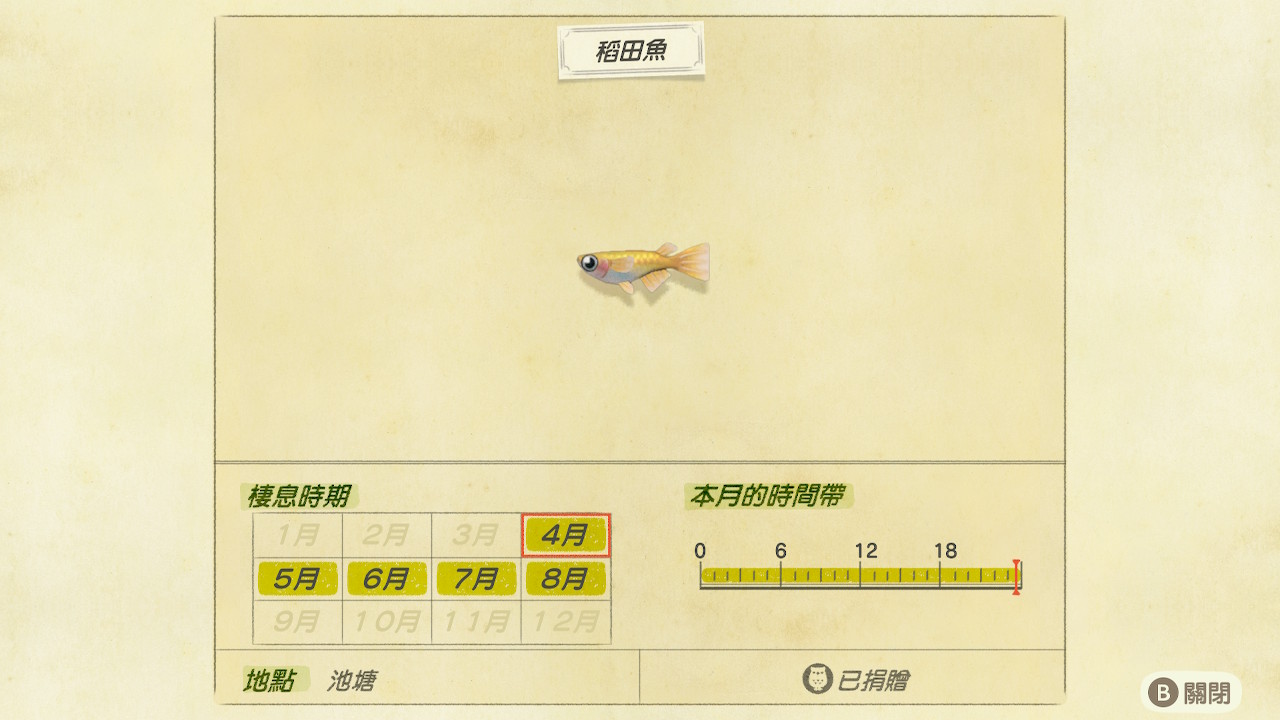 稻田魚
棲息時期
1月 2月 3月 4月
5月 6月 7月 8月
9月 10月 11月 12月
本月的時間帶
0 6 12 18
地點 池塘
已捐贈
B 關閉